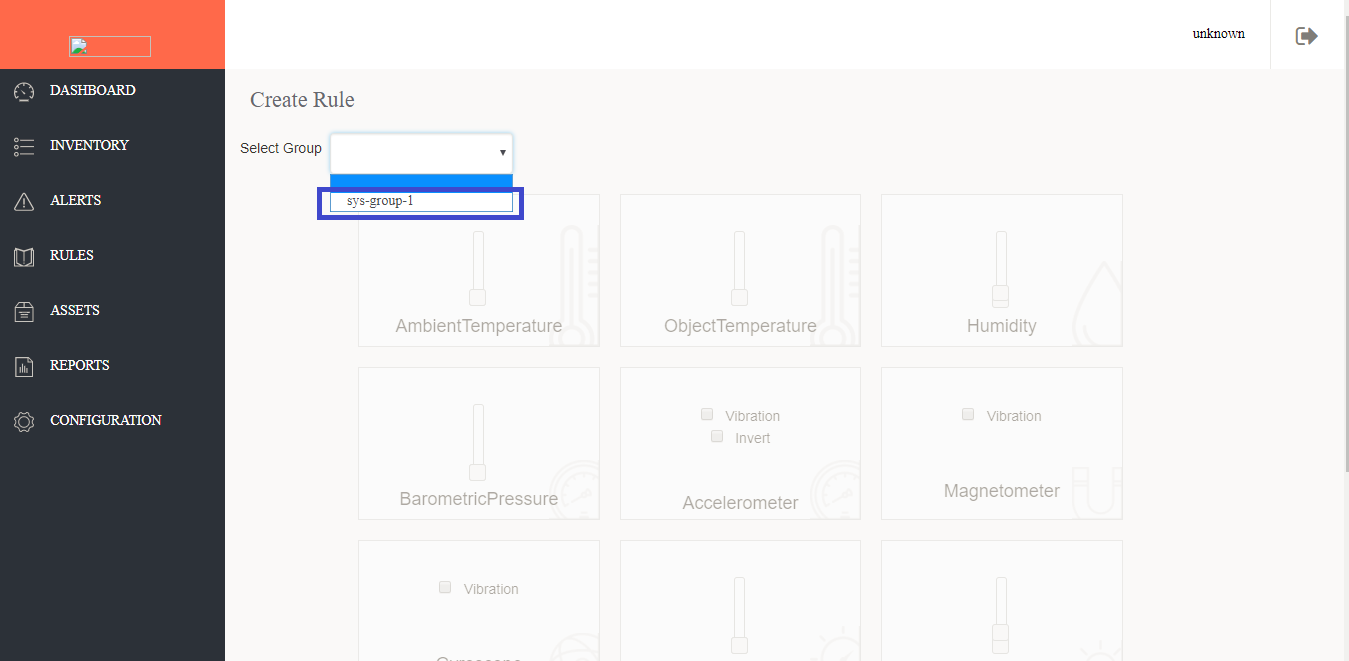 unknown
DASHBOARD
INVENTORY
ALERTS
RULES
ASSETS
REPORTS
CONFIGURATION
Create Rule
Select Group
sys-group-1
AmbientTemperature
ObjectTemperature
Humidity
BarometricPressure
Vibration
Invert
Accelerometer
Vibration
Magnetometer
Vibration